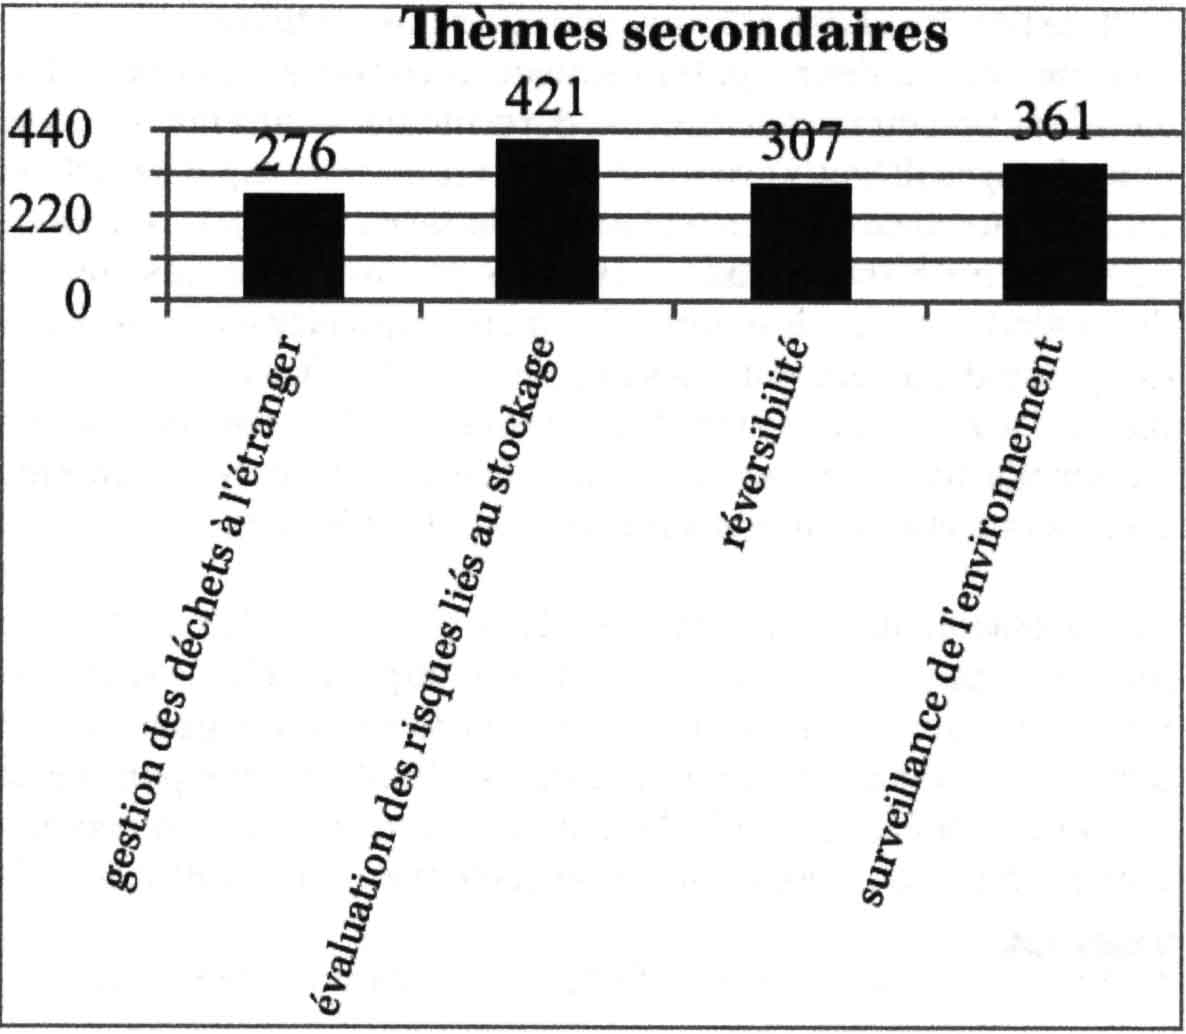 Thèmes secondaires
440
220
0
276
421
307
361
gestion des déchets à l'étranger
évaluation des risques liés au stockage
réversibilité
surveillance de l'environnement